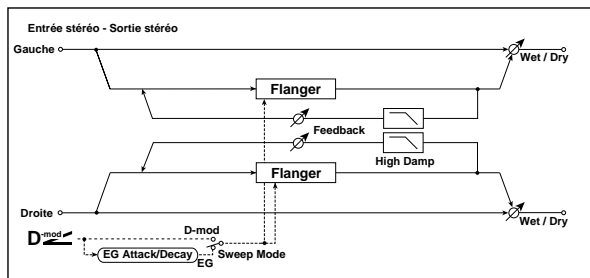 Entrée stéréo - Sortie stéréo
Gauche
Wet / Dry
Flanger
Feedback
High Damp
Flanger
Droite
Wet / Dry
D-mod
D-mod
EG Attack/Decay
EG
Sweep Mode